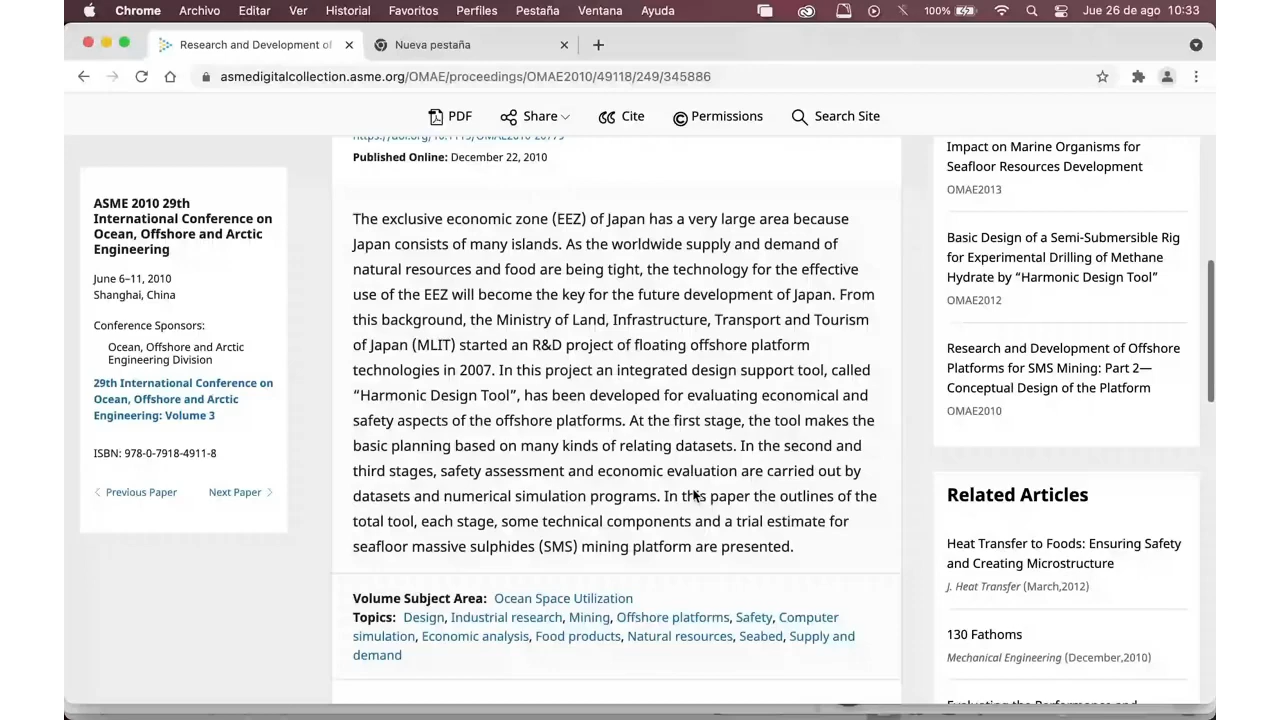 Chrome Archivo Editar Ver Historial Favoritos Perfiles Pestaña Ventana Ayuda 100% Jue 26 de ago 10:33
Research and Development of
Nueva pestaña
asmedigitalcollection.asme.org/OMAE/proceedings/OMAE2010/49118/249/345886
PDF Share Cite Permissions Search Site
ASME 2010 29th
International Conference on
Ocean, Offshore and Arctic
Engineering
June 6–11, 2010
Shanghai, China
Conference Sponsors:
Ocean, Offshore and Arctic
Engineering Division
29th International Conference on
Ocean, Offshore and Arctic
Engineering: Volume 3
ISBN: 978-0-7918-4911-8
Previous Paper Next Paper
Published Online: December 22, 2010
The exclusive economic zone (EEZ) of Japan has a very large area because
Japan consists of many islands. As the worldwide supply and demand of
natural resources and food are being tight, the technology for the effective
use of the EEZ will become the key for the future development of Japan. From
this background, the Ministry of Land, Infrastructure, Transport and Tourism
of Japan (MLIT) started an R&D project of floating offshore platform
technologies in 2007. In this project an integrated design support tool, called
“Harmonic Design Tool”, has been developed for evaluating economical and
safety aspects of the offshore platforms. At the first stage, the tool makes the
basic planning based on many kinds of relating datasets. In the second and
third stages, safety assessment and economic evaluation are carried out by
datasets and numerical simulation programs. In this paper the outlines of the
total tool, each stage, some technical components and a trial estimate for
seafloor massive sulphides (SMS) mining platform are presented.
Volume Subject Area: Ocean Space Utilization
Topics: Design, Industrial research, Mining, Offshore platforms, Safety, Computer
simulation, Economic analysis, Food products, Natural resources, Seabed, Supply and
demand
Impact on Marine Organisms for
Seafloor Resources Development
OMAE2013
Basic Design of a Semi-Submersible Rig
for Experimental Drilling of Methane
Hydrate by “Harmonic Design Tool”
OMAE2012
Research and Development of Offshore
Platforms for SMS Mining: Part 2—
Conceptual Design of the Platform
OMAE2010
Related Articles
Heat Transfer to Foods: Ensuring Safety
and Creating Microstructure
J. Heat Transfer (March,2012)
130 Fathoms
Mechanical Engineering (December,2010)